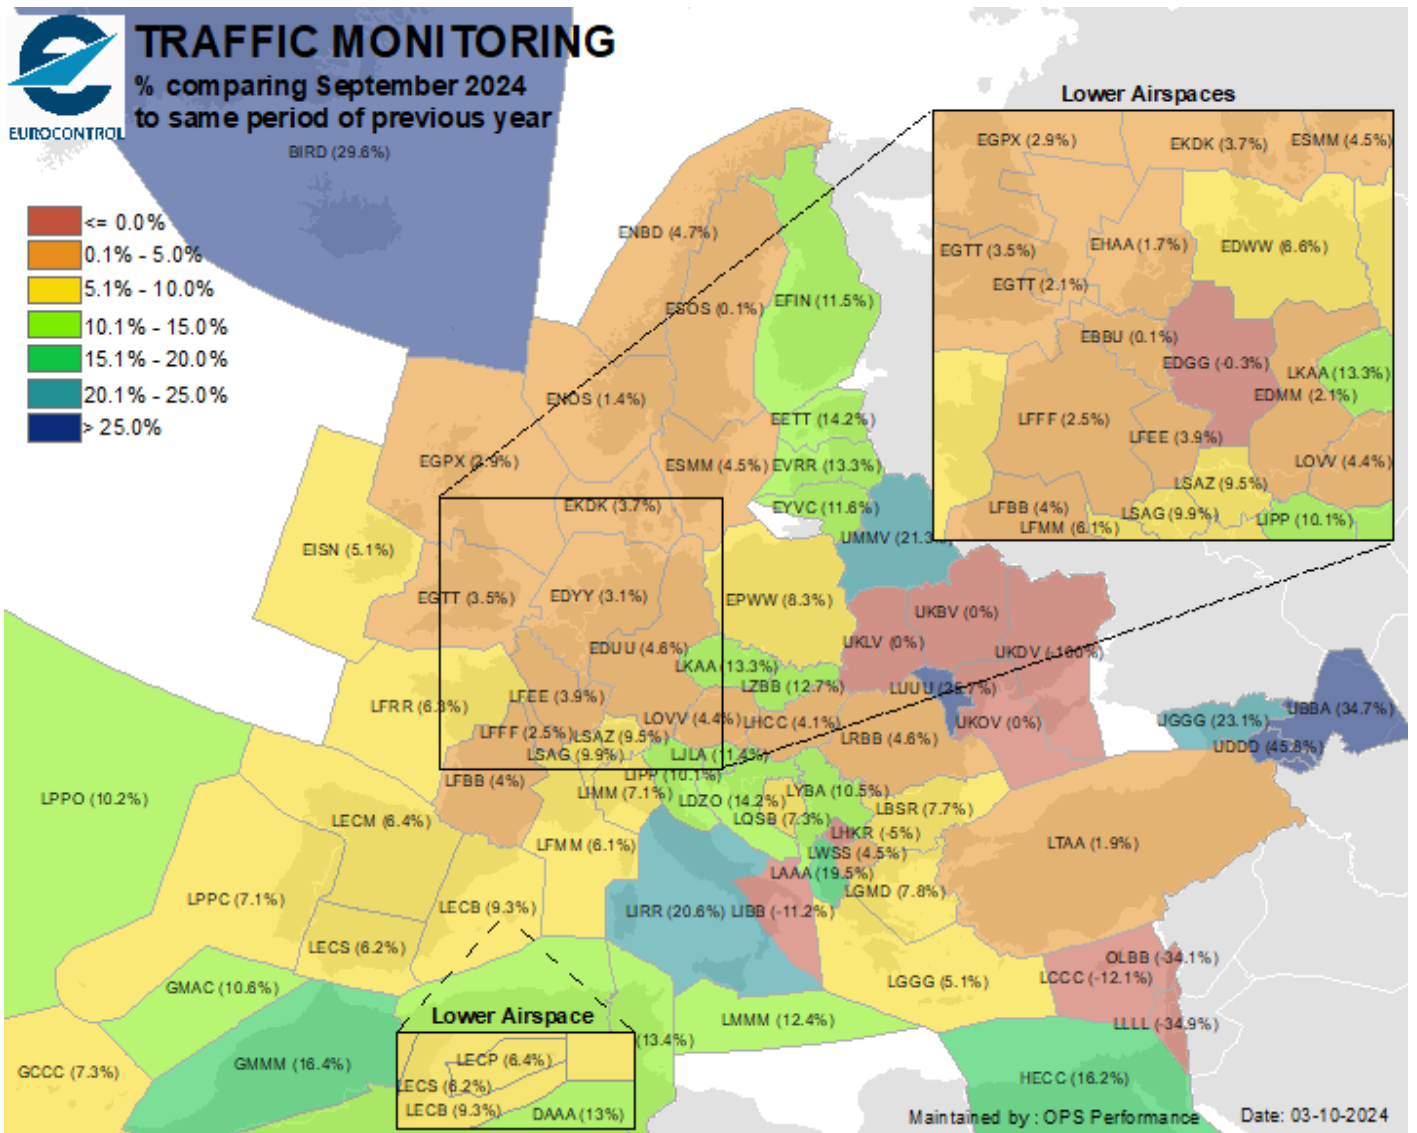 TRAFFIC MONITORING
% comparing September 2024
to same period of previous year
EUROCONTROL
BIRD (29.6%)
<= 0.0%
0.1% - 5.0%
5.1% - 10.0%
10.1% - 15.0%
15.1% - 20.0%
20.1% - 25.0%
> 25.0%
Lower Airspaces
EGPX (2.9%)
EKDK (3.7%)
ESMM (4.5%)
EGTT (3.5%)
EHAA (1.7%)
EDWW (6.6%)
EGTT (2.1%)
EBBU (0.1%)
EDGG (-0.3%)
LKAA (13.3%)
EDMM (2.1%)
LFFF (2.5%)
LFEE (3.9%)
LOVV (4.4%)
LSAZ (9.5%)
LFBB (4%)
LSAG (9.9%)
LFMM (6.1%)
LIPP (10.1%)
ENBD (4.7%)
ESOS (0.1%)
EFIN (11.5%)
ENOS (1.4%)
EETT (14.2%)
EGPX (2.9%)
ESMM (4.5%)
EVRR (13.3%)
EKDK (3.7%)
EYVC (11.6%)
EISN (5.1%)
UMMV (21.3%)
EGTT (3.5%)
EDYY (3.1%)
EPWW (8.3%)
UKBV (0%)
UKLV (0%)
UKDV (-100%)
EDUU (4.6%)
LKAA (13.3%)
LZBB (12.7%)
LUUU (25.7%)
LFRR (6.3%)
LFEE (3.9%)
LOVV (4.4%)
LHCC (4.1%)
UKOV (0%)
UGGG (23.1%)
UBBA (34.7%)
LFFF (2.5%)
LSAZ (9.5%)
LRBB (4.6%)
UDDD (45.8%)
LSAG (9.9%)
LJLA (11.4%)
LFBB (4%)
LIPP (10.1%)
LIMM (7.1%)
LYBA (10.5%)
LPPO (10.2%)
LDZO (14.2%)
LQSB (7.3%)
LBSR (7.7%)
LECM (6.4%)
LHKR (-5%)
LTAA (1.9%)
LFMM (6.1%)
LWSS (4.5%)
LAAA (19.5%)
LPPC (7.1%)
LECB (9.3%)
LIRR (20.6%)
LIBB (-11.2%)
LGMD (7.8%)
LECS (6.2%)
OLBB (-34.1%)
GMAC (10.6%)
LGGG (5.1%)
LCCC (-12.1%)
Lower Airspace
LMMM (12.4%)
LLLL (-34.9%)
(13.4%)
GMMM (16.4%)
LECP (6.4%)
GCCC (7.3%)
LECS (6.2%)
HECC (16.2%)
LECB (9.3%)
DAAA (13%)
Maintained by : OPS Performance
Date: 03-10-2024